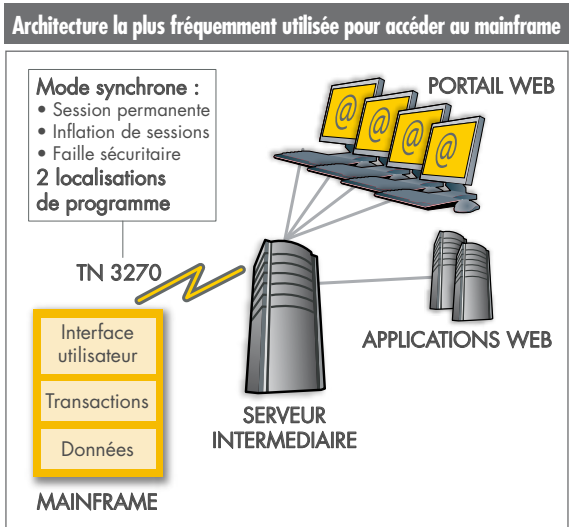 Architecture la plus fréquemment utilisée pour accéder au mainframe
Mode synchrone :
• Session permanente
• Inflation de sessions
• Faille sécuritaire
2 localisations
de programme
PORTAIL WEB
@ @ @ @
TN 3270
APPLICATIONS WEB
Interface
utilisateur
Transactions
Données
SERVEUR
INTERMEDIAIRE
MAINFRAME